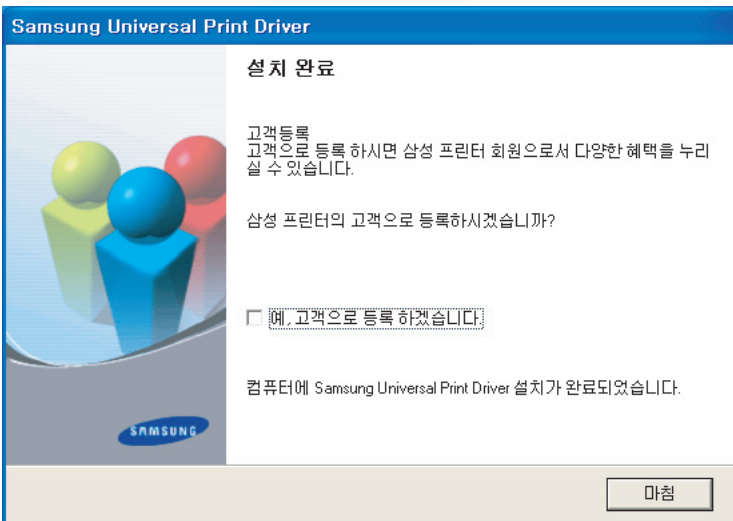 Samsung Universal Print Driver
설치 완료
고객등록
고객으로 등록 하시면 삼성 프린터 회원으로서 다양한 혜택을 누리
실 수 있습니다.
삼성 프린터의 고객으로 등록하시겠습니까?
예, 고객으로 등록 하겠습니다.
컴퓨터에 Samsung Universal Print Driver 설치가 완료되었습니다.
SAMSUNG
마침